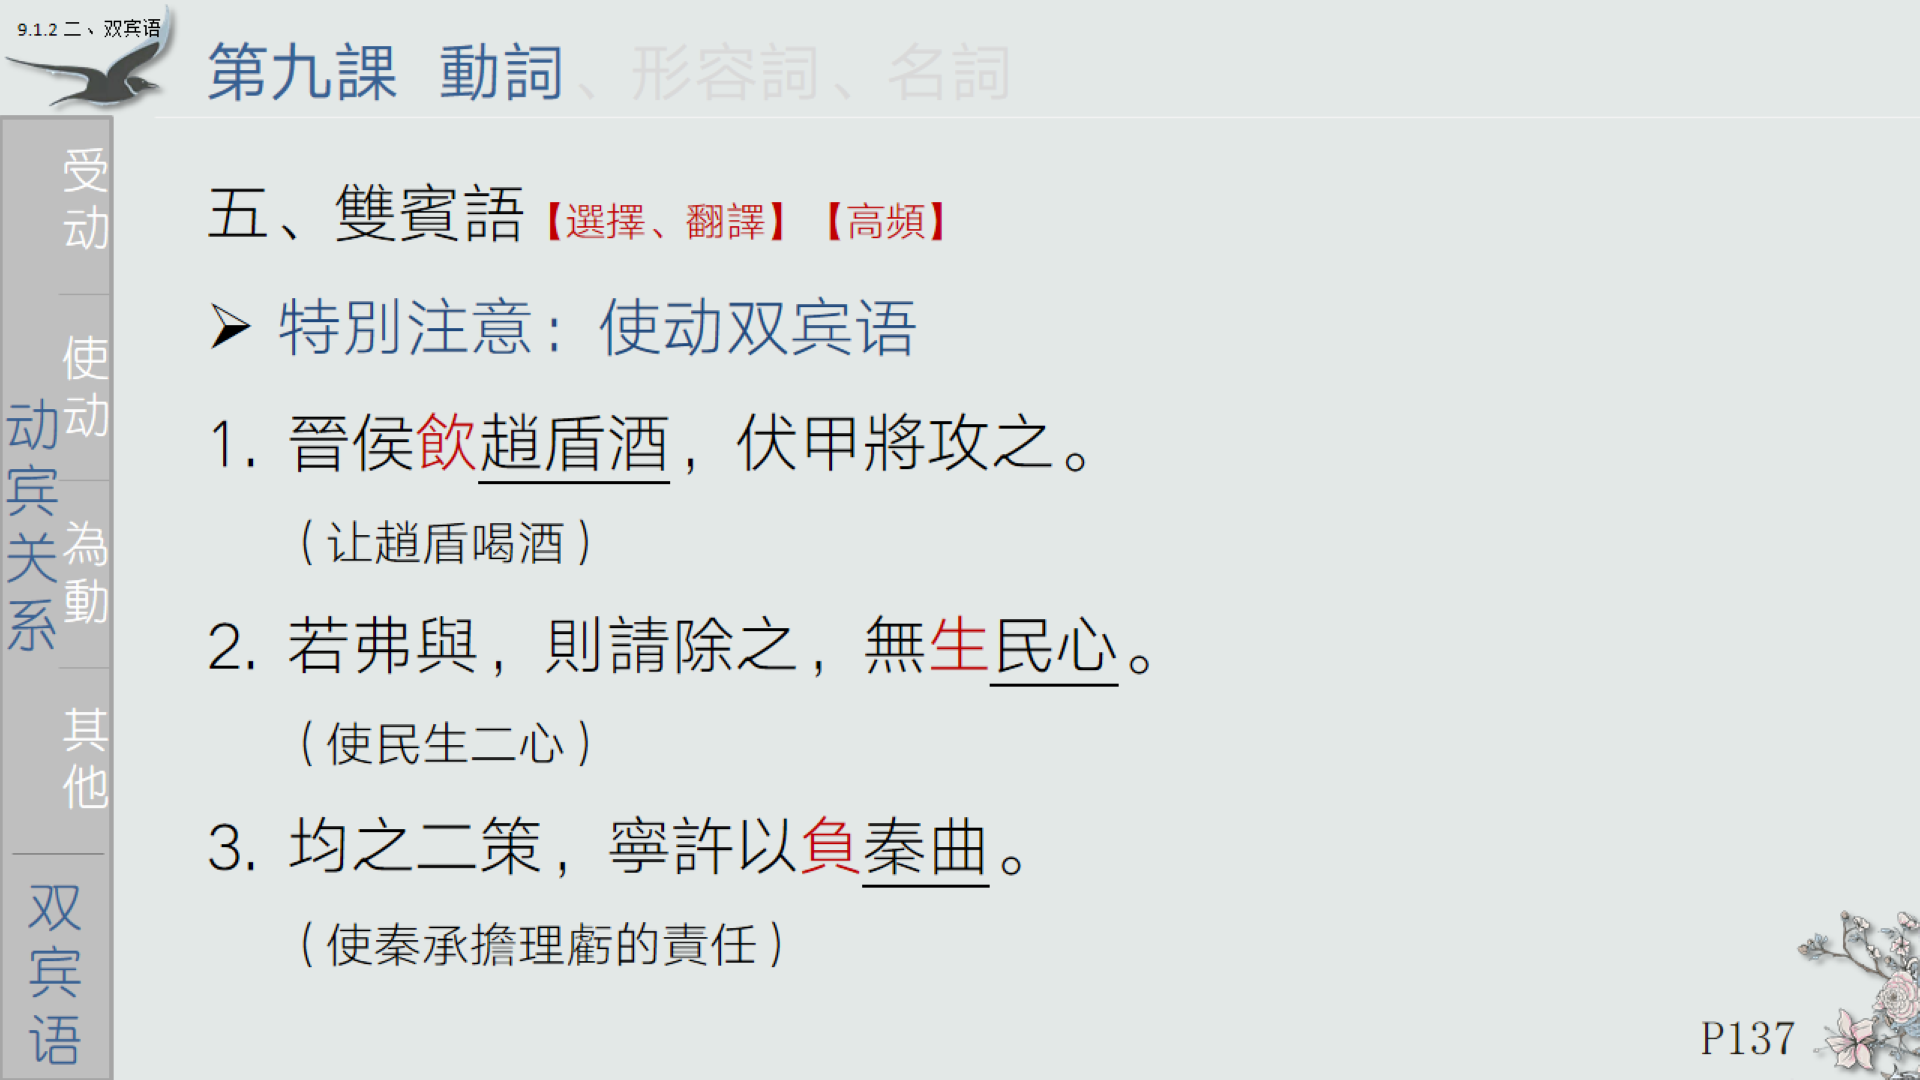 9.1.2 二、双宾语
第九課 動詞、形容詞、名詞
受动
使动
為動
其他
动宾关系
双宾语
五、雙賓語【選擇、翻譯】【高頻】
➢ 特別注意：使动双宾语
1. 晉侯飲趙盾酒，伏甲將攻之。
（让趙盾喝酒）
2. 若弗與，則請除之，無生民心。
（使民生二心）
3. 均之二策，寧許以負秦曲。
（使秦承擔理虧的責任）
P137